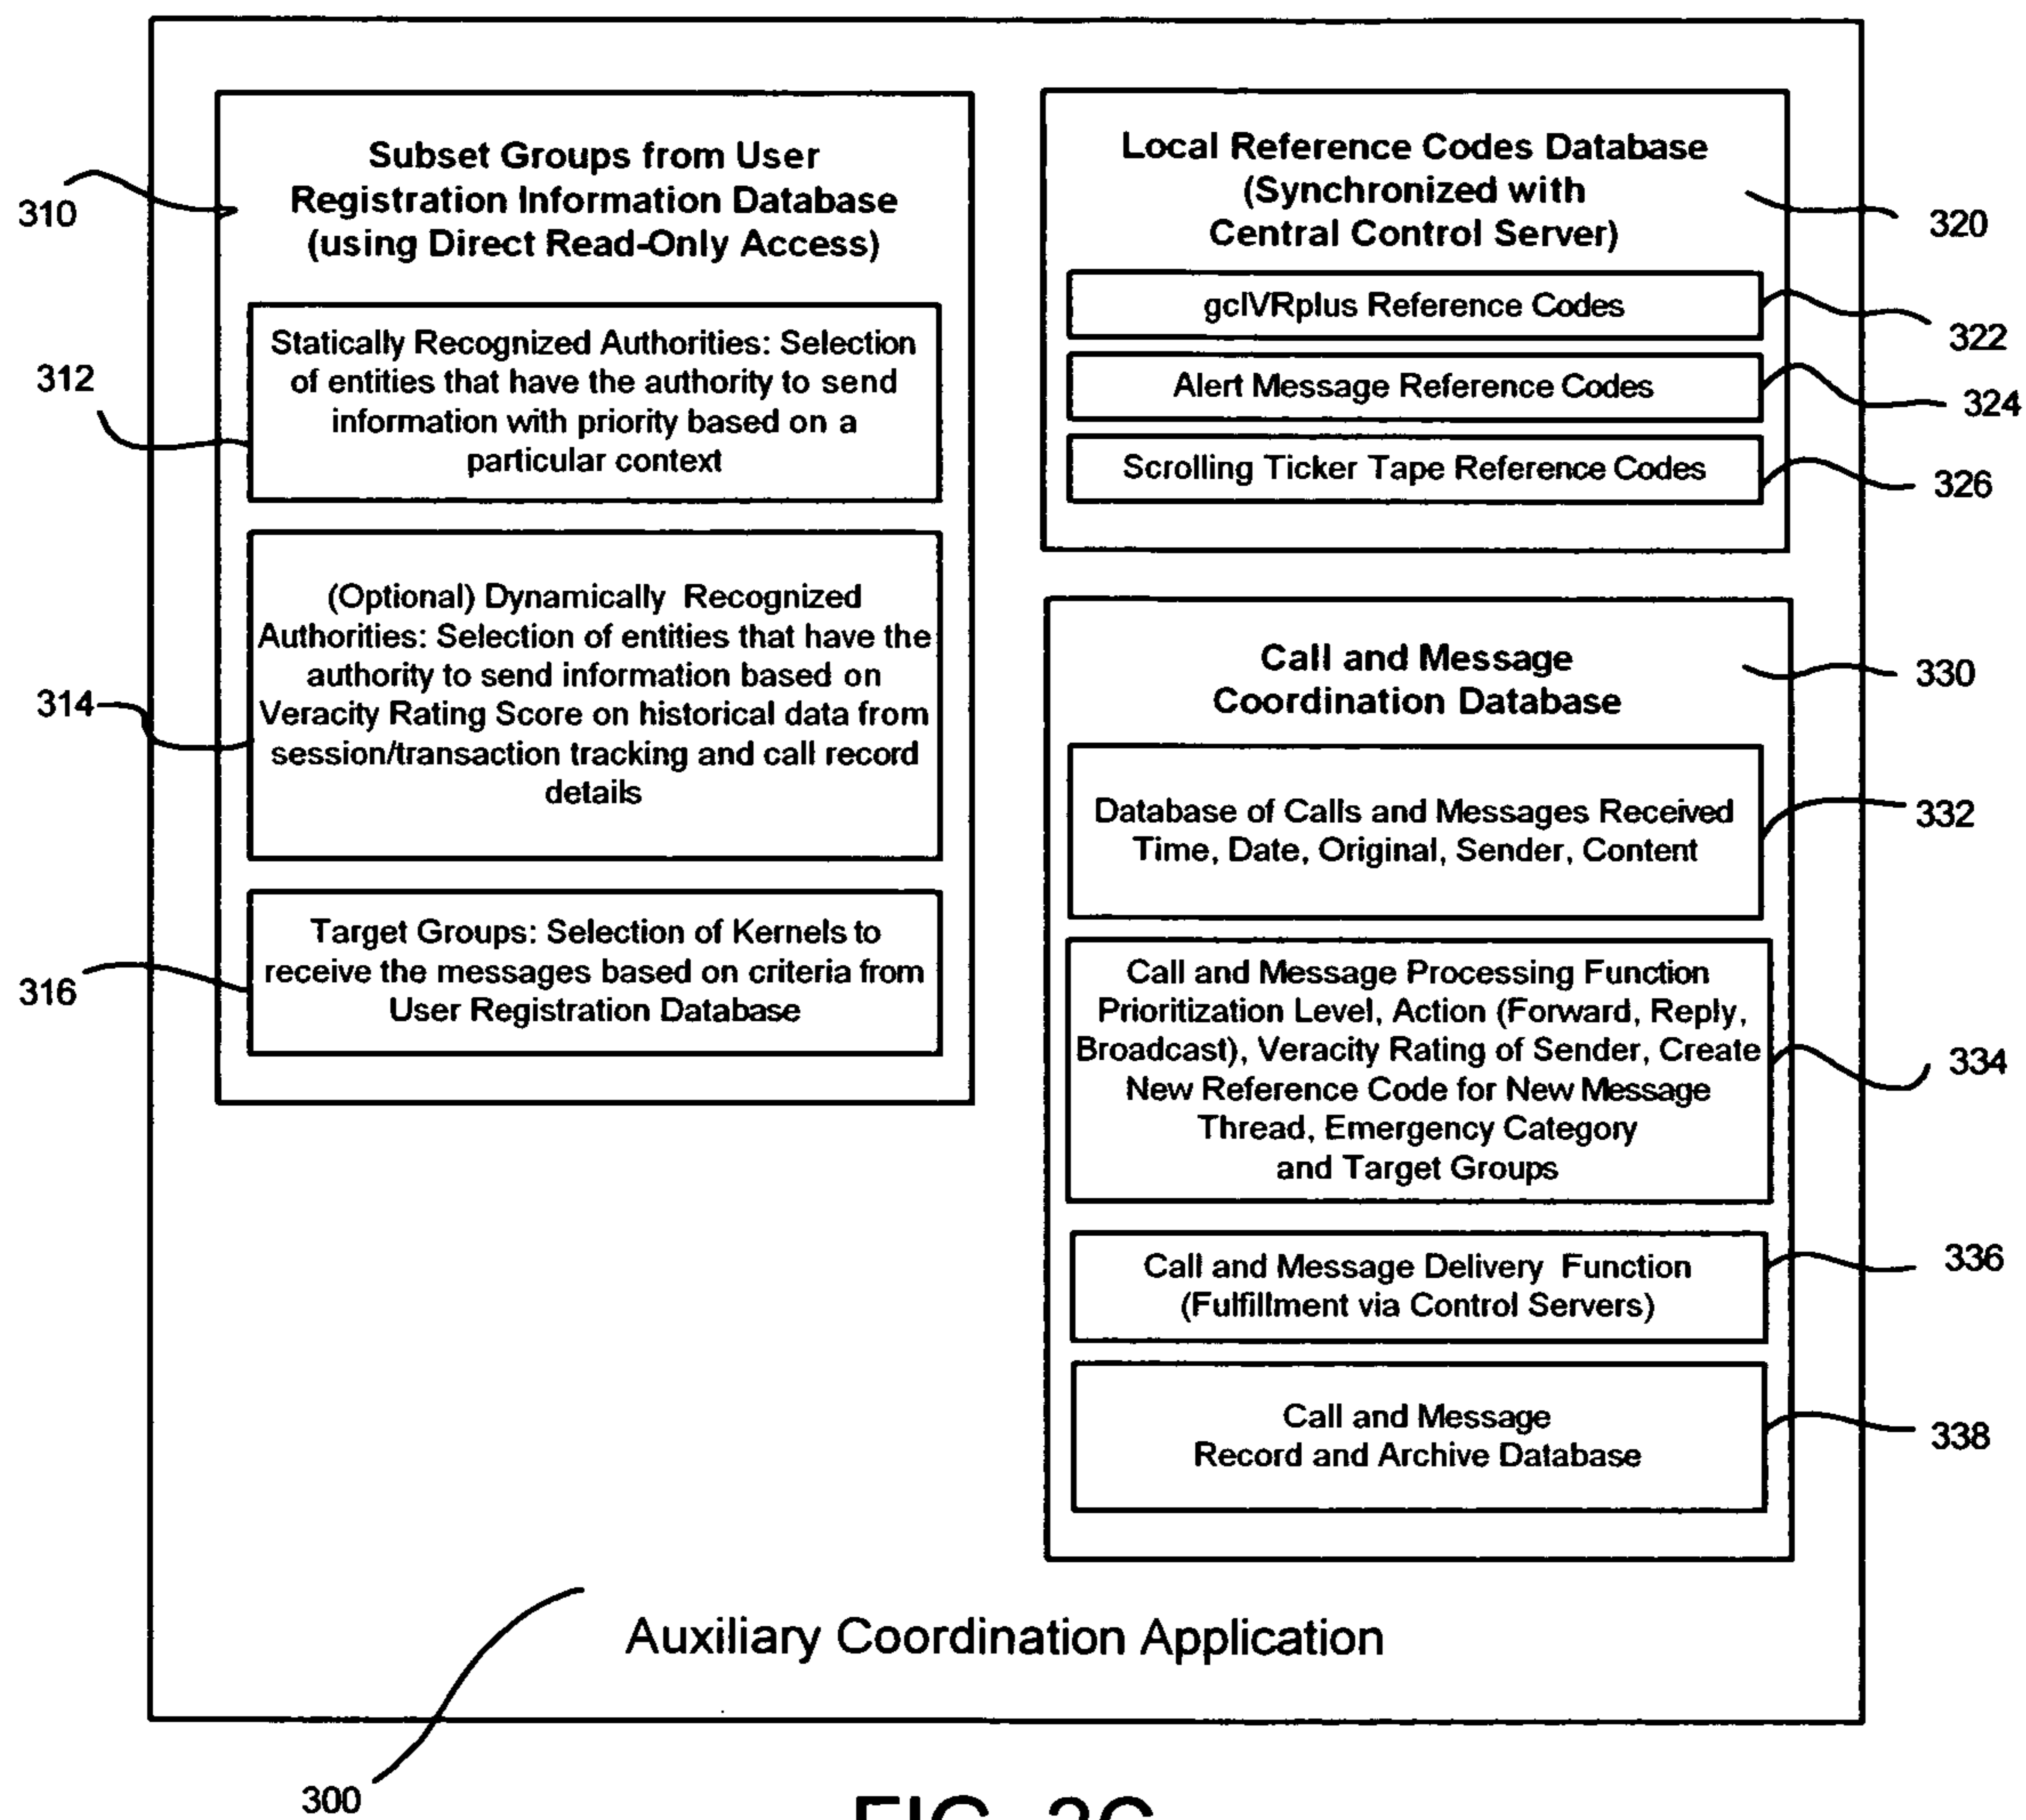 310
Subset Groups from User
Registration Information Database
(using Direct Read-Only Access)
312
Statically Recognized Authorities: Selection
of entities that have the authority to send
information with priority based on a
particular context
314
(Optional) Dynamically Recognized
Authorities: Selection of entities that have the
authority to send information based on
Veracity Rating Score on historical data from
session/transaction tracking and call record
details
316
Target Groups: Selection of Kernels to
receive the messages based on criteria from
User Registration Database
Local Reference Codes Database
(Synchronized with
Central Control Server)
320
gcIVRplus Reference Codes
322
Alert Message Reference Codes
324
Scrolling Ticker Tape Reference Codes
326
Call and Message
Coordination Database
330
Database of Calls and Messages Received
Time, Date, Original, Sender, Content
332
Call and Message Processing Function
Prioritization Level, Action (Forward, Reply,
Broadcast), Veracity Rating of Sender, Create
New Reference Code for New Message
Thread, Emergency Category
and Target Groups
334
Call and Message Delivery Function
(Fulfillment via Control Servers)
336
Call and Message
Record and Archive Database
338
Auxiliary Coordination Application
300
FIG.